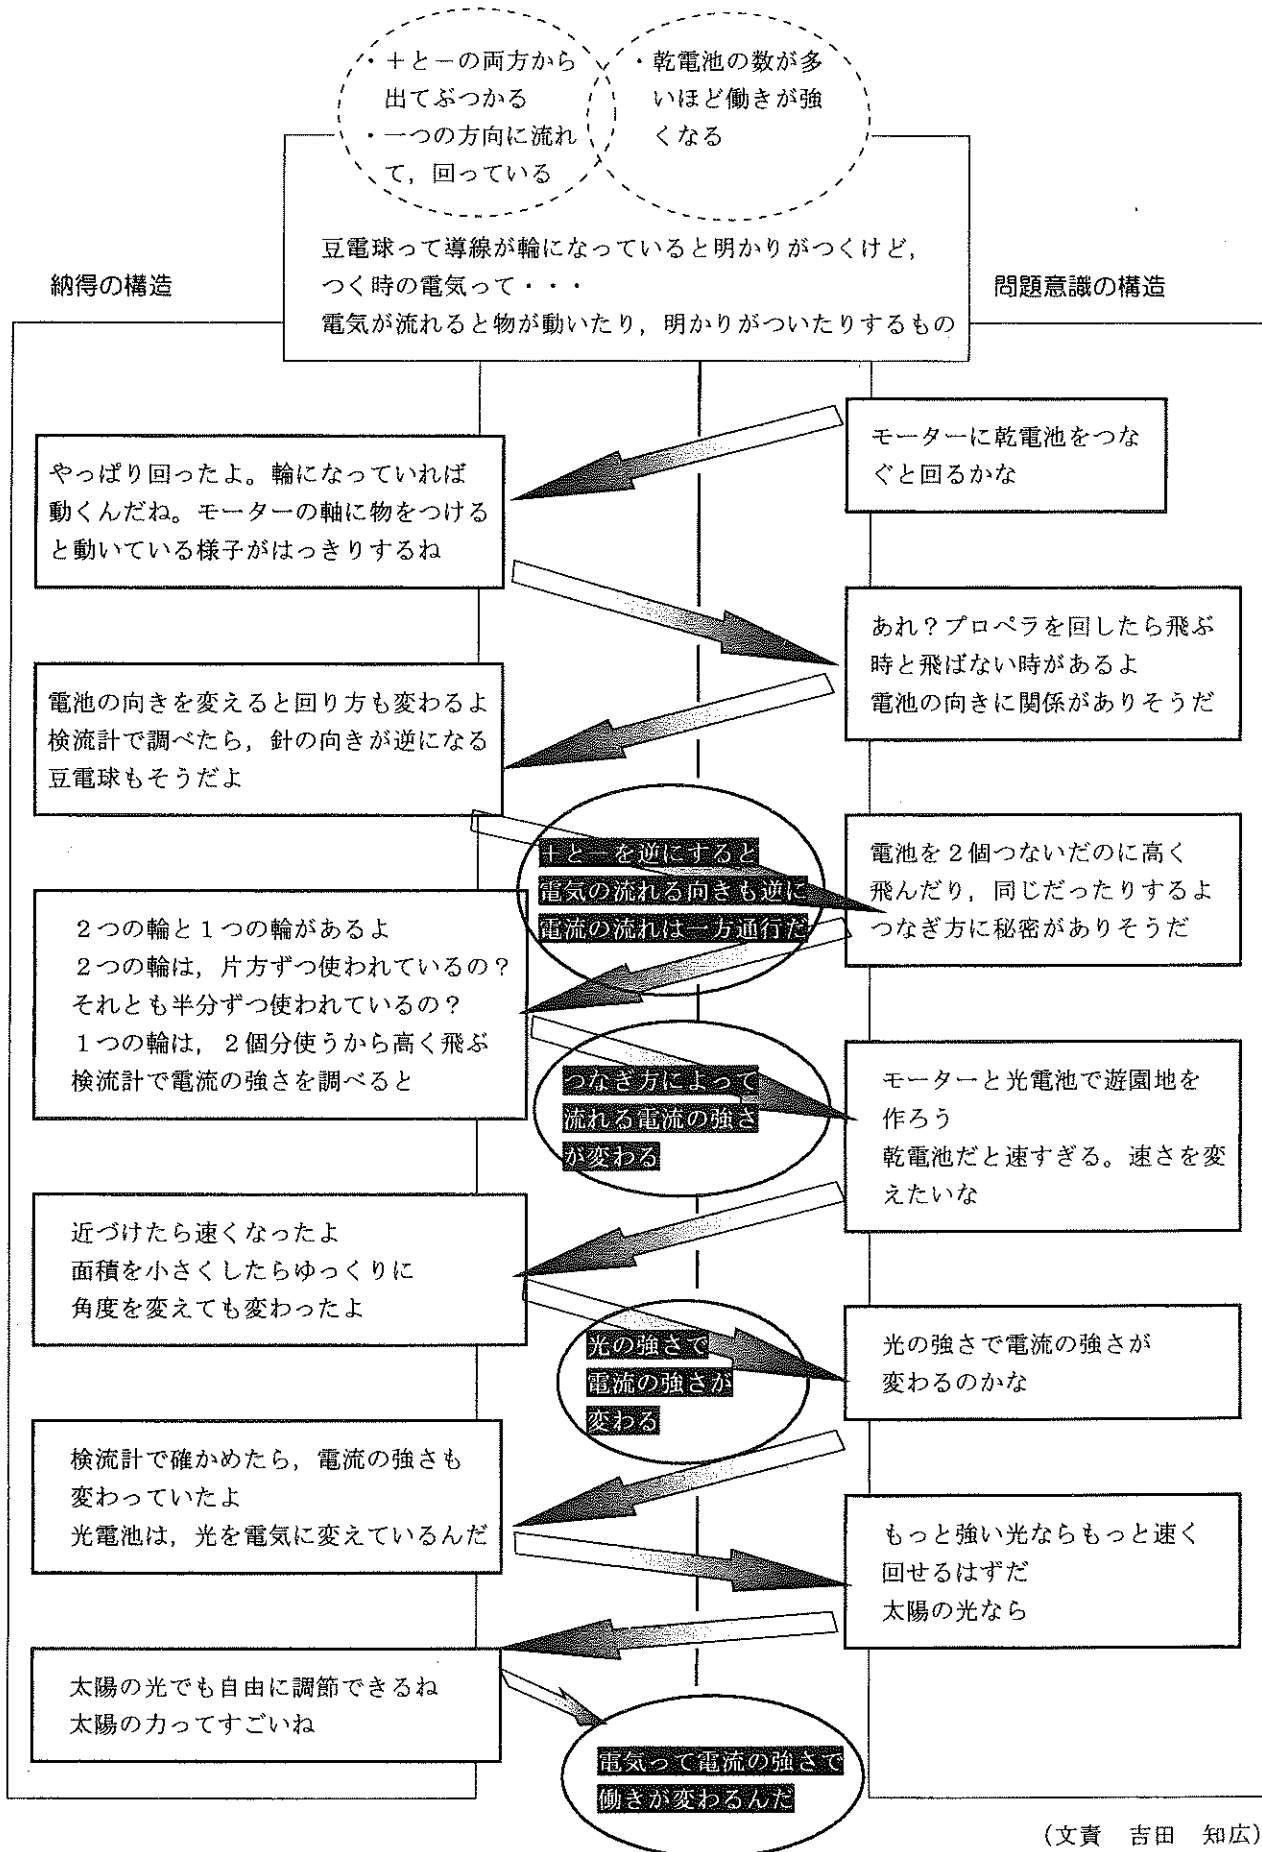 ・＋と－の両方から
出てぶつかる
・一つの方向に流れ
て，回っている
・乾電池の数が多
いほど働きが強
くなる
豆電球って導線が輪になっていると明かりがつくけど，
つく時の電気って・・・
電気が流れると物が動いたり，明かりがついたりするもの
納得の構造
問題意識の構造
モーターに乾電池をつな
ぐと回るかな
やっぱり回ったよ。輪になっていれば
動くんだね。モーターの軸に物をつける
と動いている様子がはっきりするね
あれ？プロペラを回したら飛ぶ
時と飛ばない時があるよ
電池の向きに関係がありそうだ
電池の向きを変えると回り方も変わるよ
検流計で調べたら，針の向きが逆になる
豆電球もそうだよ
＋と－を逆にすると
電気の流れる向きも逆に
電流の流れは一方通行だ
電池を２個つないだのに高く
飛んだり，同じだったりするよ
つなぎ方に秘密がありそうだ
２つの輪と１つの輪があるよ
２つの輪は，片方ずつ使われているの？
それとも半分ずつ使われているの？
１つの輪は，２個分使うから高く飛ぶ
検流計で電流の強さを調べると
つなぎ方によって
流れる電流の強さ
が変わる
モーターと光電池で遊園地を
作ろう
乾電池だと速すぎる。速さを変
えたいな
近づけたら速くなったよ
面積を小さくしたらゆっくりに
角度を変えても変わったよ
光の強さで
電流の強さが
変わる
光の強さで電流の強さが
変わるのかな
検流計で確かめたら，電流の強さも
変わっていたよ
光電池は，光を電気に変えているんだ
もっと強い光ならもっと速く
回せるはずだ
太陽の光なら
太陽の光でも自由に調節できるね
太陽の力ってすごいね
電気って電流の強さで
働きが変わるんだ
（文責　吉田　知広）